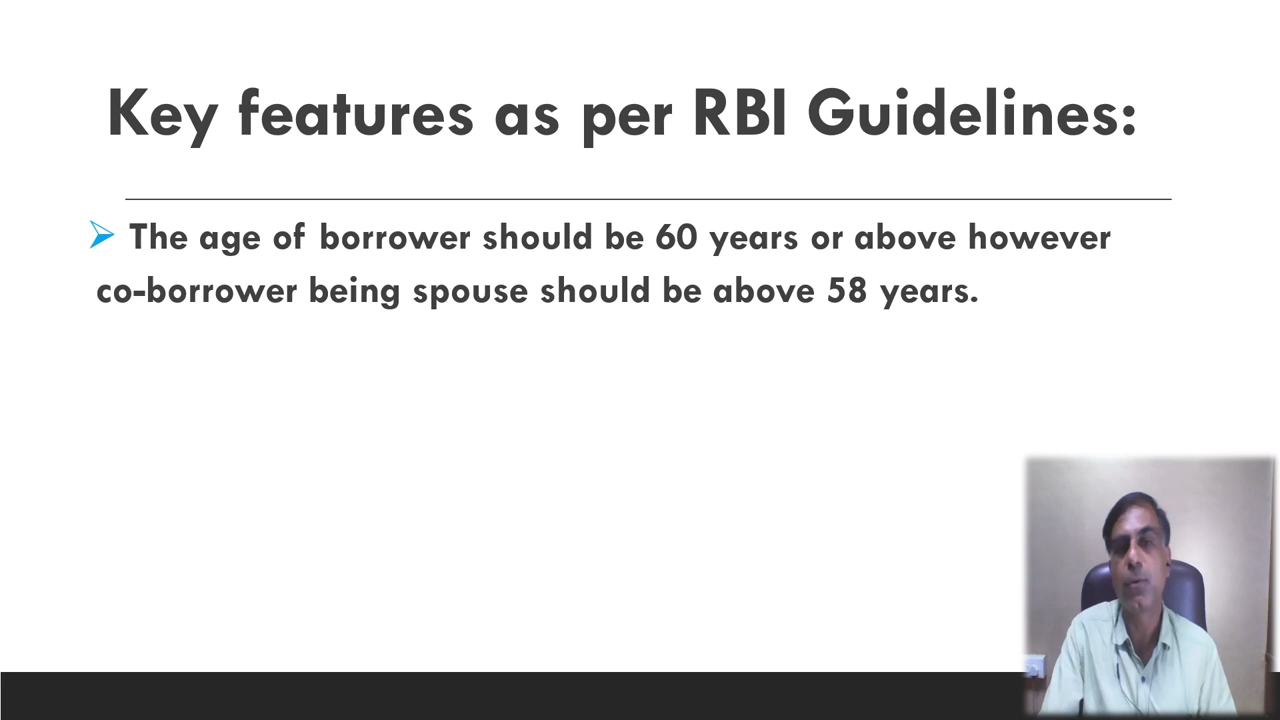 Key features as per RBI Guidelines:
The age of borrower should be 60 years or above however
co-borrower being spouse should be above 58 years.